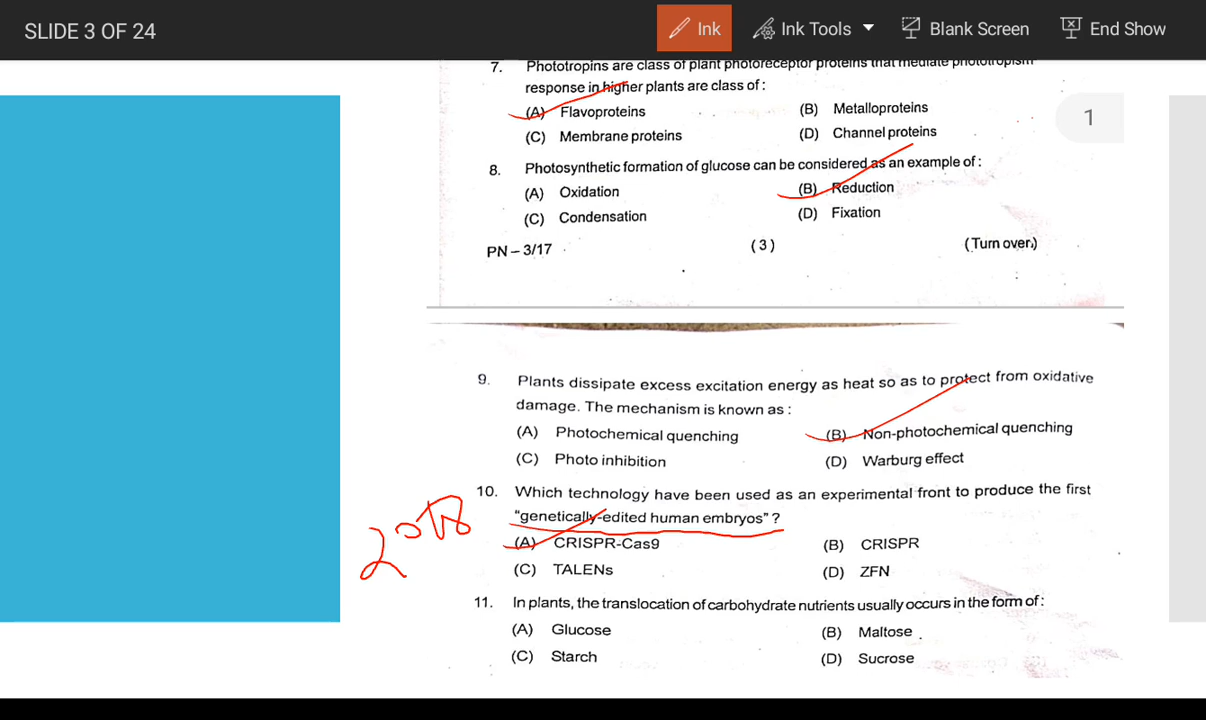 SLIDE 3 OF 24
Ink
Ink Tools
Blank Screen
End Show
7. Phototropins are class of plant photoreceptor proteins that mediate phototropism
response in higher plants are class of :
(A) Flavoproteins
(B) Metalloproteins
(C) Membrane proteins
(D) Channel proteins
1
8. Photosynthetic formation of glucose can be considered as an example of :
(A) Oxidation
(B) Reduction
(C) Condensation
(D) Fixation
PN – 3/17
(3)
(Turn over)
9. Plants dissipate excess excitation energy as heat so as to protect from oxidative
damage. The mechanism is known as :
(A) Photochemical quenching
(B) Non-photochemical quenching
(C) Photo inhibition
(D) Warburg effect
10. Which technology have been used as an experimental front to produce the first
"genetically-edited human embryos" ?
2018
(A) CRISPR-Cas9
(B) CRISPR
(C) TALENs
(D) ZFN
11. In plants, the translocation of carbohydrate nutrients usually occurs in the form of :
(A) Glucose
(B) Maltose
(C) Starch
(D) Sucrose